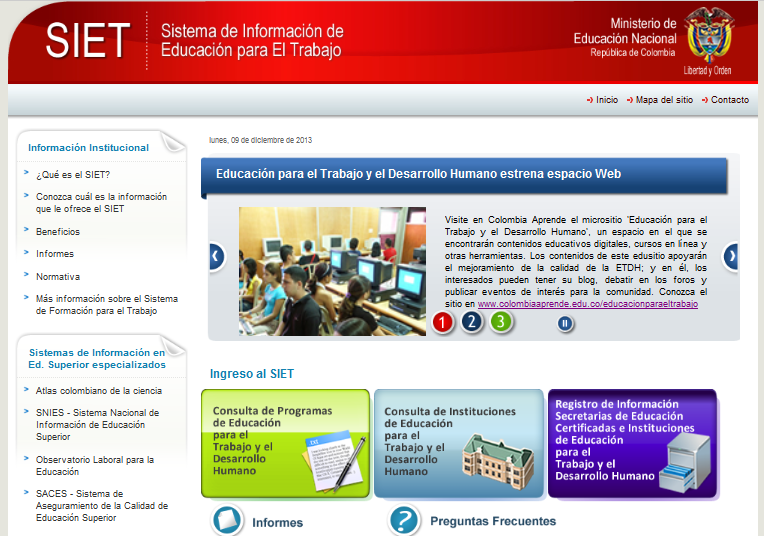 SIET
Sistema de Información de
Educación para El Trabajo
Ministerio de
Educación Nacional
República de Colombia
Libertad y Orden
Inicio
Mapa del sitio
Contacto
Información Institucional
¿Qué es el SIET?
Conozca cuál es la información
que le ofrece el SIET
Beneficios
Informes
Normativa
Más información sobre el Sistema
de Formación para el Trabajo
Sistemas de Información en
Ed. Superior especializados
Atlas colombiano de la ciencia
SNIES - Sistema Nacional de
Información de Educación
Superior
Observatorio Laboral para la
Educación
SACES - Sistema de
Aseguramiento de la Calidad de
Educación Superior
lunes, 09 de diciembre de 2013
Educación para el Trabajo y el Desarrollo Humano estrena espacio Web
Visite en Colombia Aprende el micrositio 'Educación para el
Trabajo y el Desarrollo Humano', un espacio en el que se
encontrarán contenidos educativos digitales, cursos en línea y
otras herramientas. Los contenidos de este edusitio apoyarán
el mejoramiento de la calidad de la ETDH; y en él, los
interesados pueden tener su blog, debatir en los foros y
publicar eventos de interés para la comunidad. Conozca el
sitio en www.colombiaaprende.edu.co/educacionparaeltrabajo
1 2 3
Ingreso al SIET
Consulta de Programas
de Educación
para el
Trabajo y el
Desarrollo
Humano
Consulta de Instituciones
de Educación
para el
Trabajo y el
Desarrollo
Humano
Registro de Información
Secretarias de Educación
Certificadas e Instituciones
de Educación
para el
Trabajo y el
Desarrollo Humano
Informes
? Preguntas Frecuentes